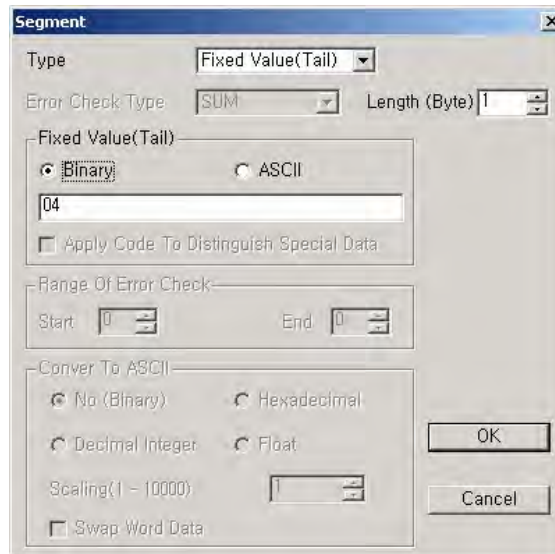 Segment
Type Fixed Value(Tail)
Error Check Type SUM Length (Byte) 1
Fixed Value(Tail)
Binary ASCII
04
Apply Code To Distinguish Special Data
Range Of Error Check
Start 0 End 0
Conver To ASCII
No (Binary) Hexadecimal
Decimal Integer Float
Scaling(1 - 10000) 1
Swap Word Data
OK
Cancel